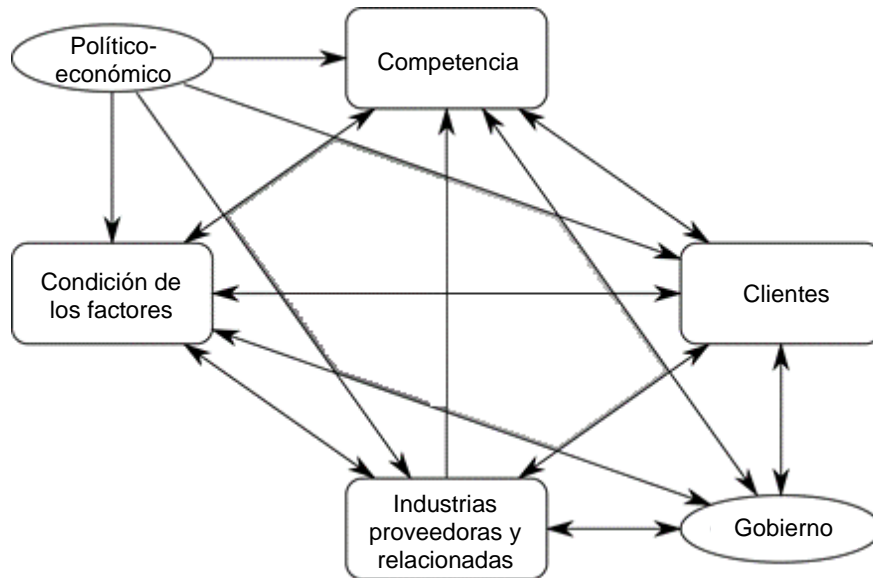 Político-
económico
Competencia
Condición de
los factores
Clientes
Industrias
proveedoras y
relacionadas
Gobierno